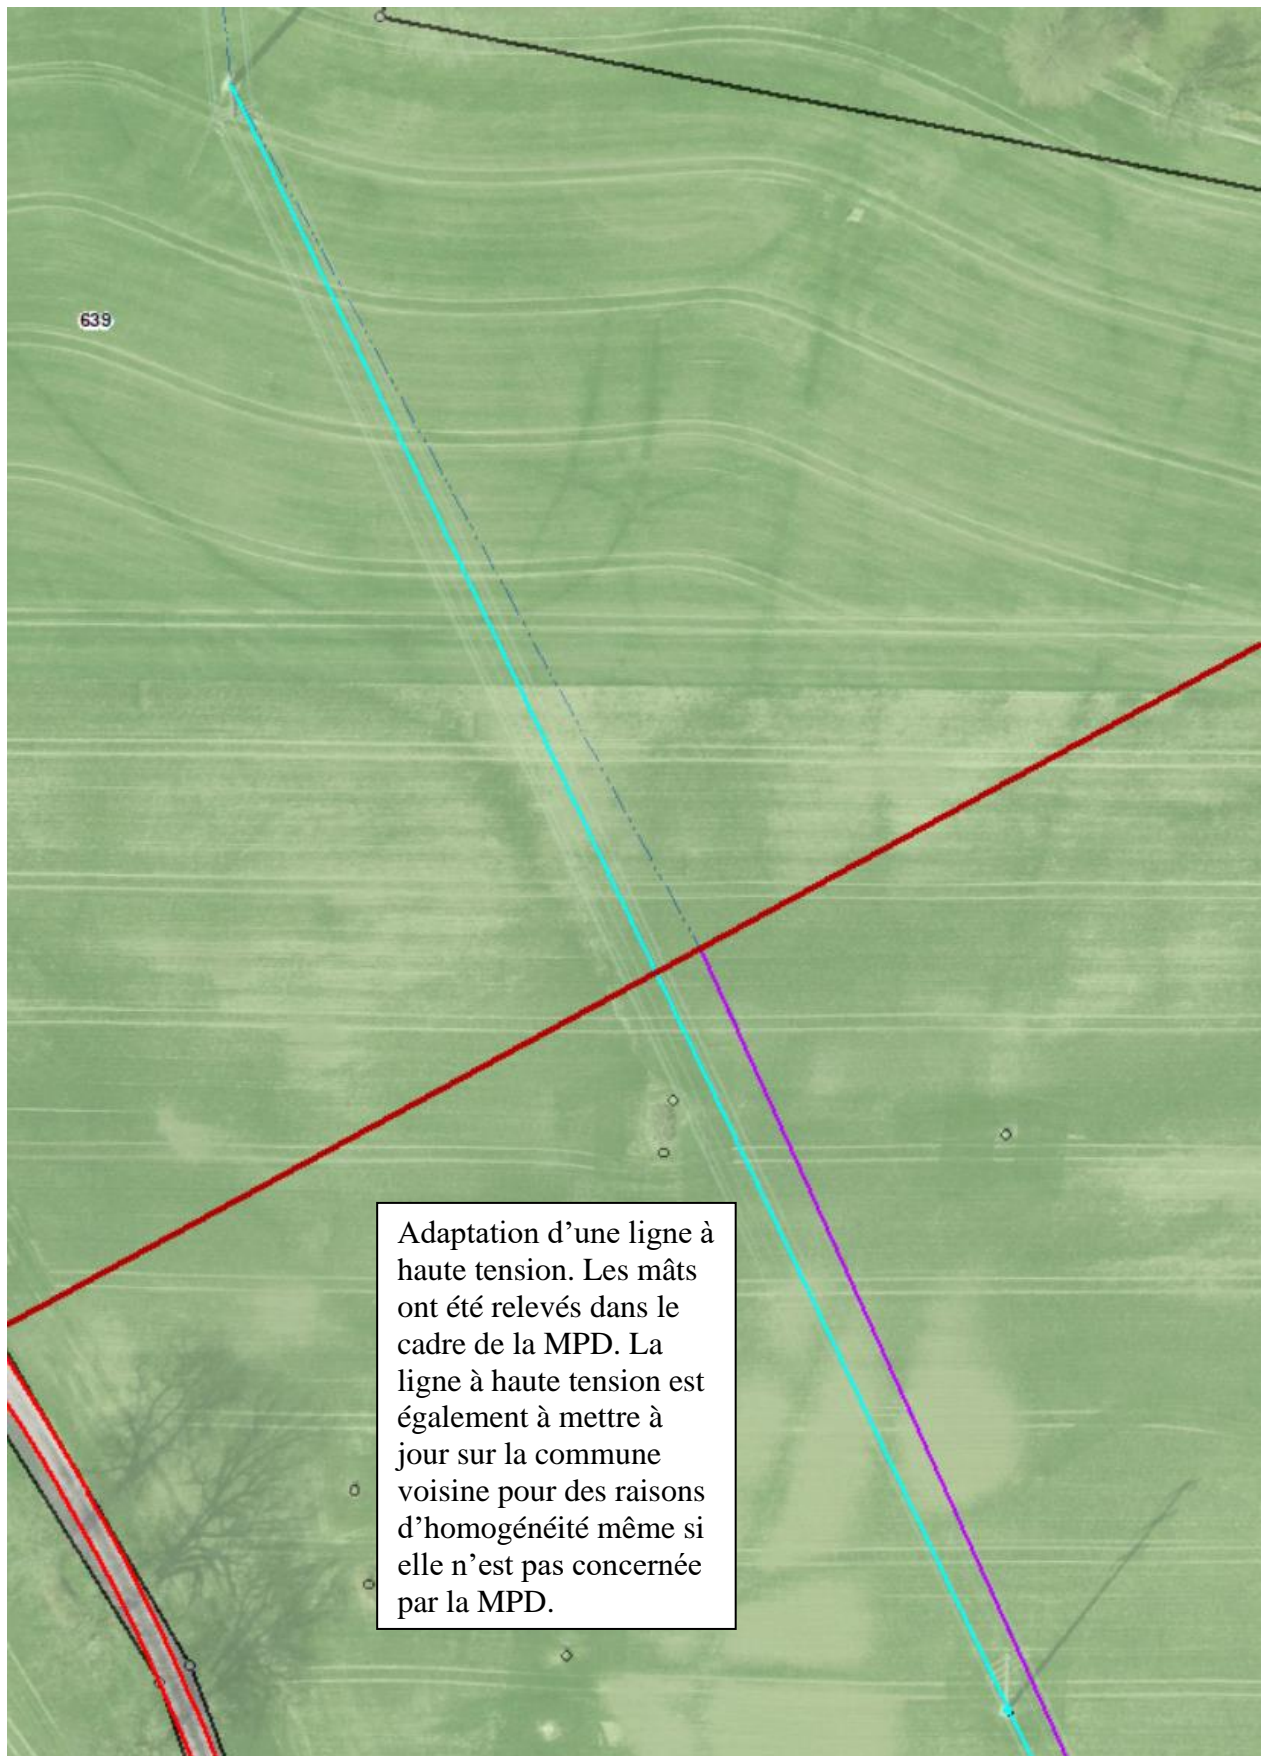 639
Adaptation d’une ligne à
haute tension. Les mâts
ont été relevés dans le
cadre de la MPD. La
ligne à haute tension est
également à mettre à
jour sur la commune
voisine pour des raisons
d’homogénéité même si
elle n’est pas concernée
par la MPD.